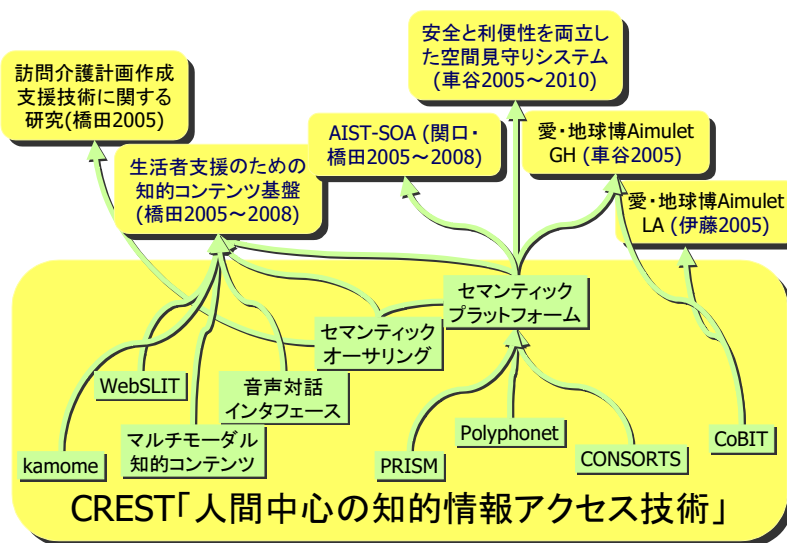 安全と利便性を両立し
た空間見守りシステム
(車谷2005～2010)
訪問介護計画作成
支援技術に関する
研究(橋田2005)
AIST-SOA (関口・
橋田2005～2008)
愛・地球博Aimulet
GH (車谷2005)
生活者支援のための
知的コンテンツ基盤
(橋田2005～2008)
愛・地球博Aimulet
LA (伊藤2005)
セマンティック
プラットフォーム
セマンティック
オーサリング
WebSLIT
音声対話
インタフェース
マルチモーダル
知的コンテンツ
kamome
PRISM
Polyphonet
CONSORTS
CoBIT
CREST「人間中心の知的情報アクセス技術」